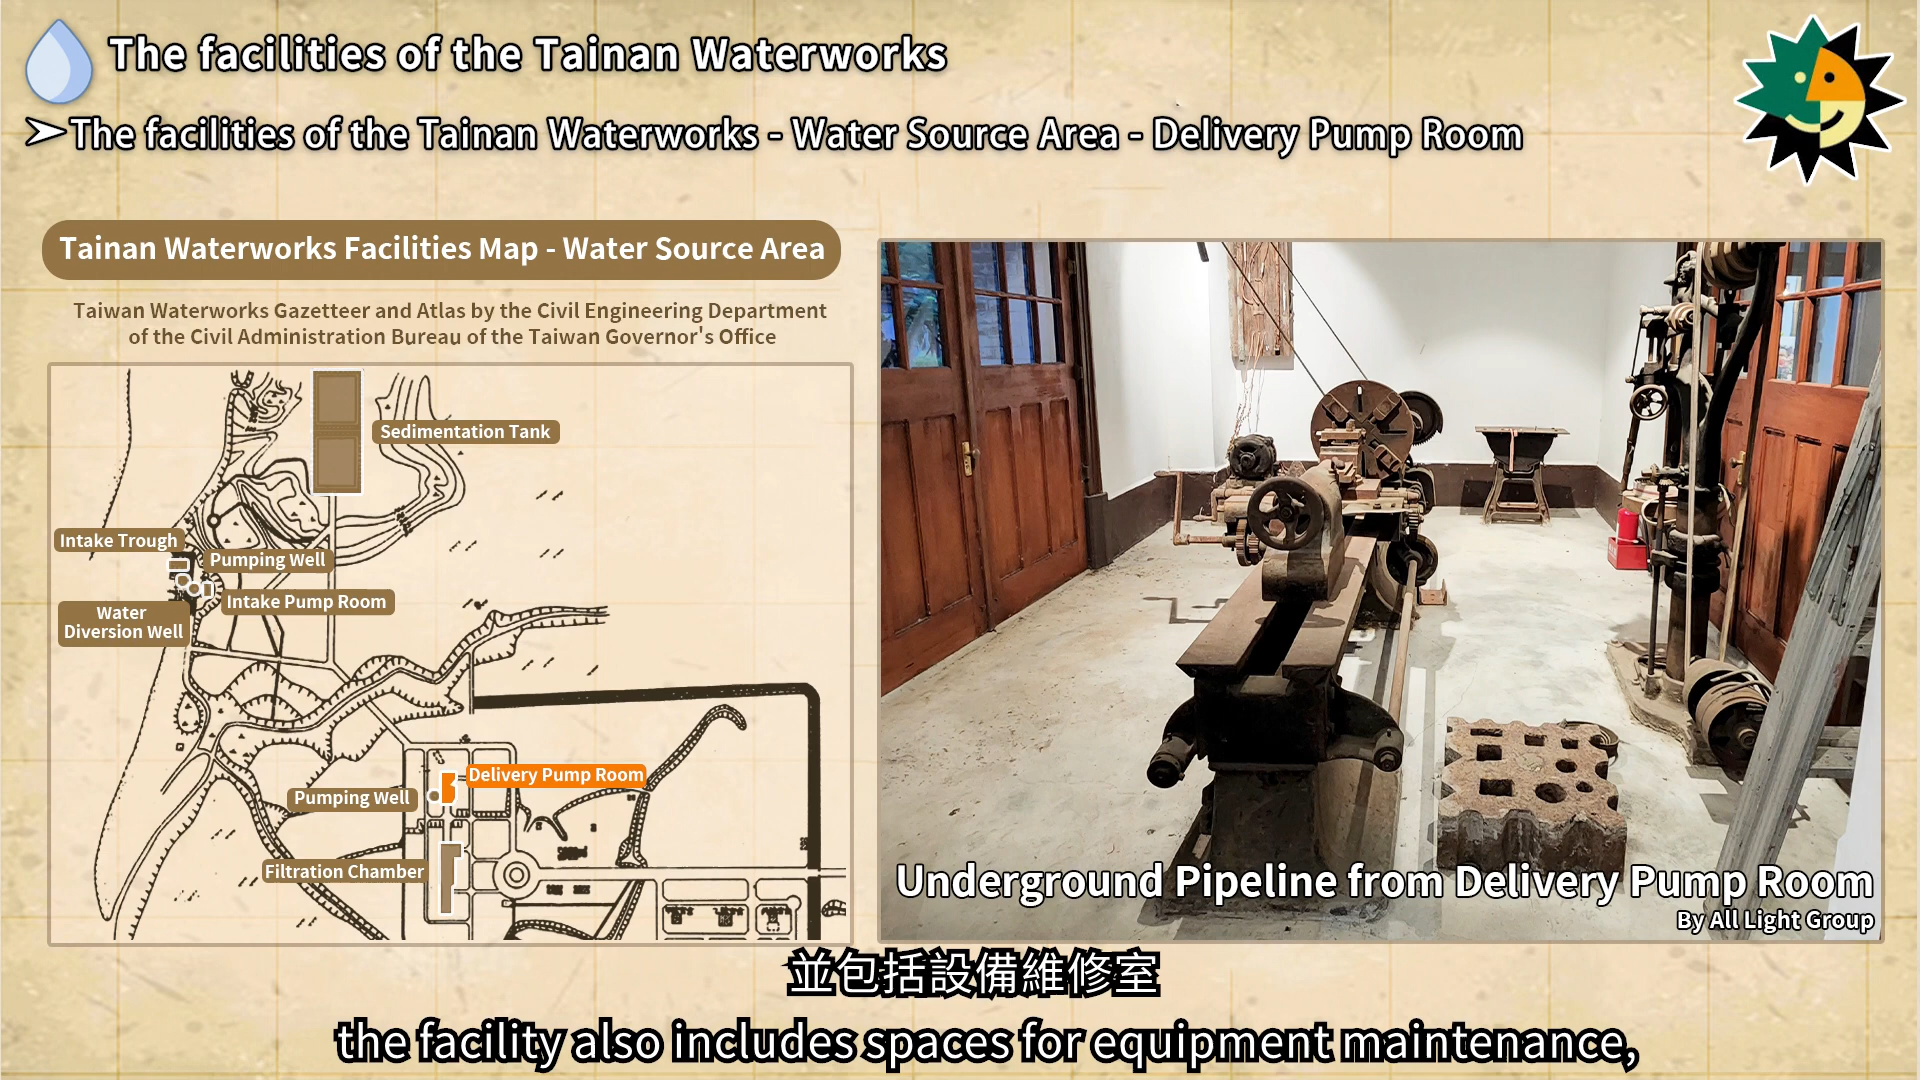 The facilities of the Tainan Waterworks
The facilities of the Tainan Waterworks - Water Source Area - Delivery Pump Room
Tainan Waterworks Facilities Map - Water Source Area
Taiwan Waterworks Gazetteer and Atlas by the Civil Engineering Department
of the Civil Administration Bureau of the Taiwan Governor's Office
Sedimentation Tank
Intake Trough
Pumping Well
Intake Pump Room
Water
Diversion Well
Delivery Pump Room
Pumping Well
Filtration Chamber
Underground Pipeline from Delivery Pump Room
By All Light Group
並包括設備維修室
the facility also includes spaces for equipment maintenance,